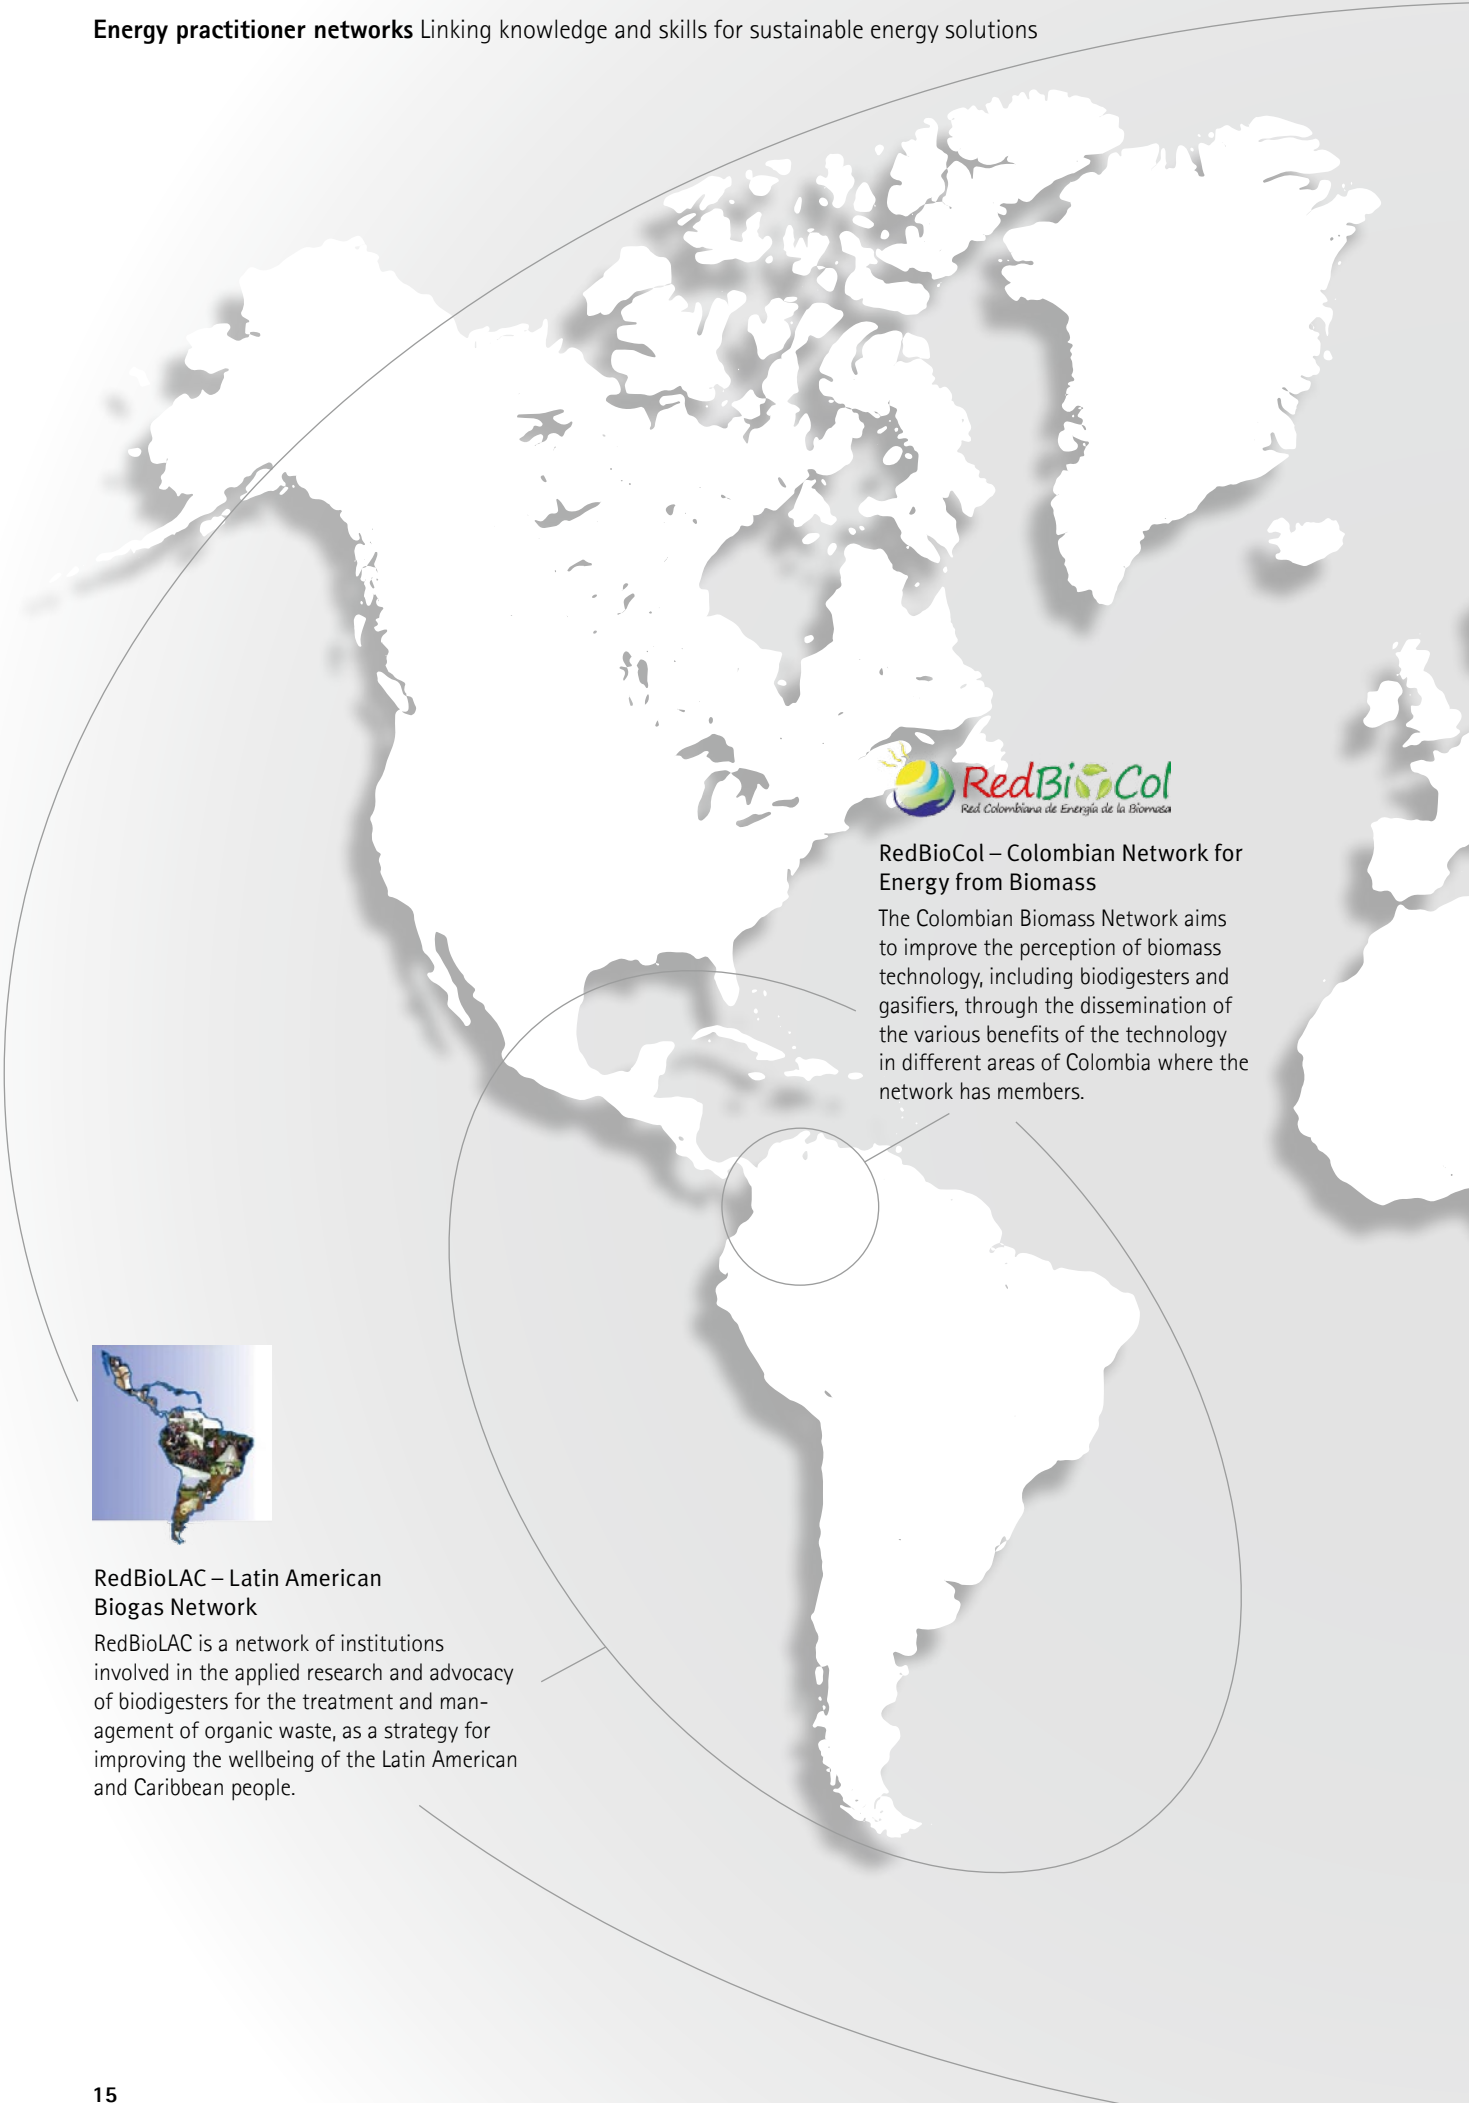 Energy practitioner networks Linking knowledge and skills for sustainable energy solutions
RedBioCol
Red Colombiana de Energía de la Biomasa
RedBioCol – Colombian Network for
Energy from Biomass
The Colombian Biomass Network aims
to improve the perception of biomass
technology, including biodigesters and
gasifiers, through the dissemination of
the various benefits of the technology
in different areas of Colombia where the
network has members.
RedBioLAC – Latin American
Biogas Network
RedBioLAC is a network of institutions
involved in the applied research and advocacy
of biodigesters for the treatment and man-
agement of organic waste, as a strategy for
improving the wellbeing of the Latin American
and Caribbean people.
15